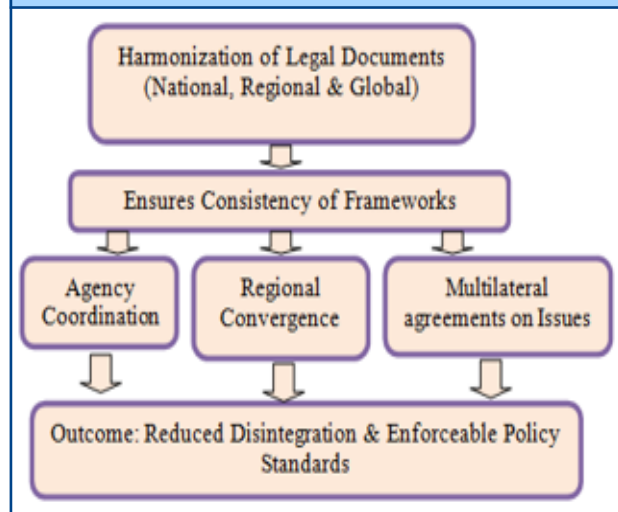 Harmonization of Legal Documents
(National, Regional & Global)
Ensures Consistency of Frameworks
Agency
Coordination
Regional
Convergence
Multilateral
agreements on Issues
Outcome: Reduced Disintegration & Enforceable Policy
Standards